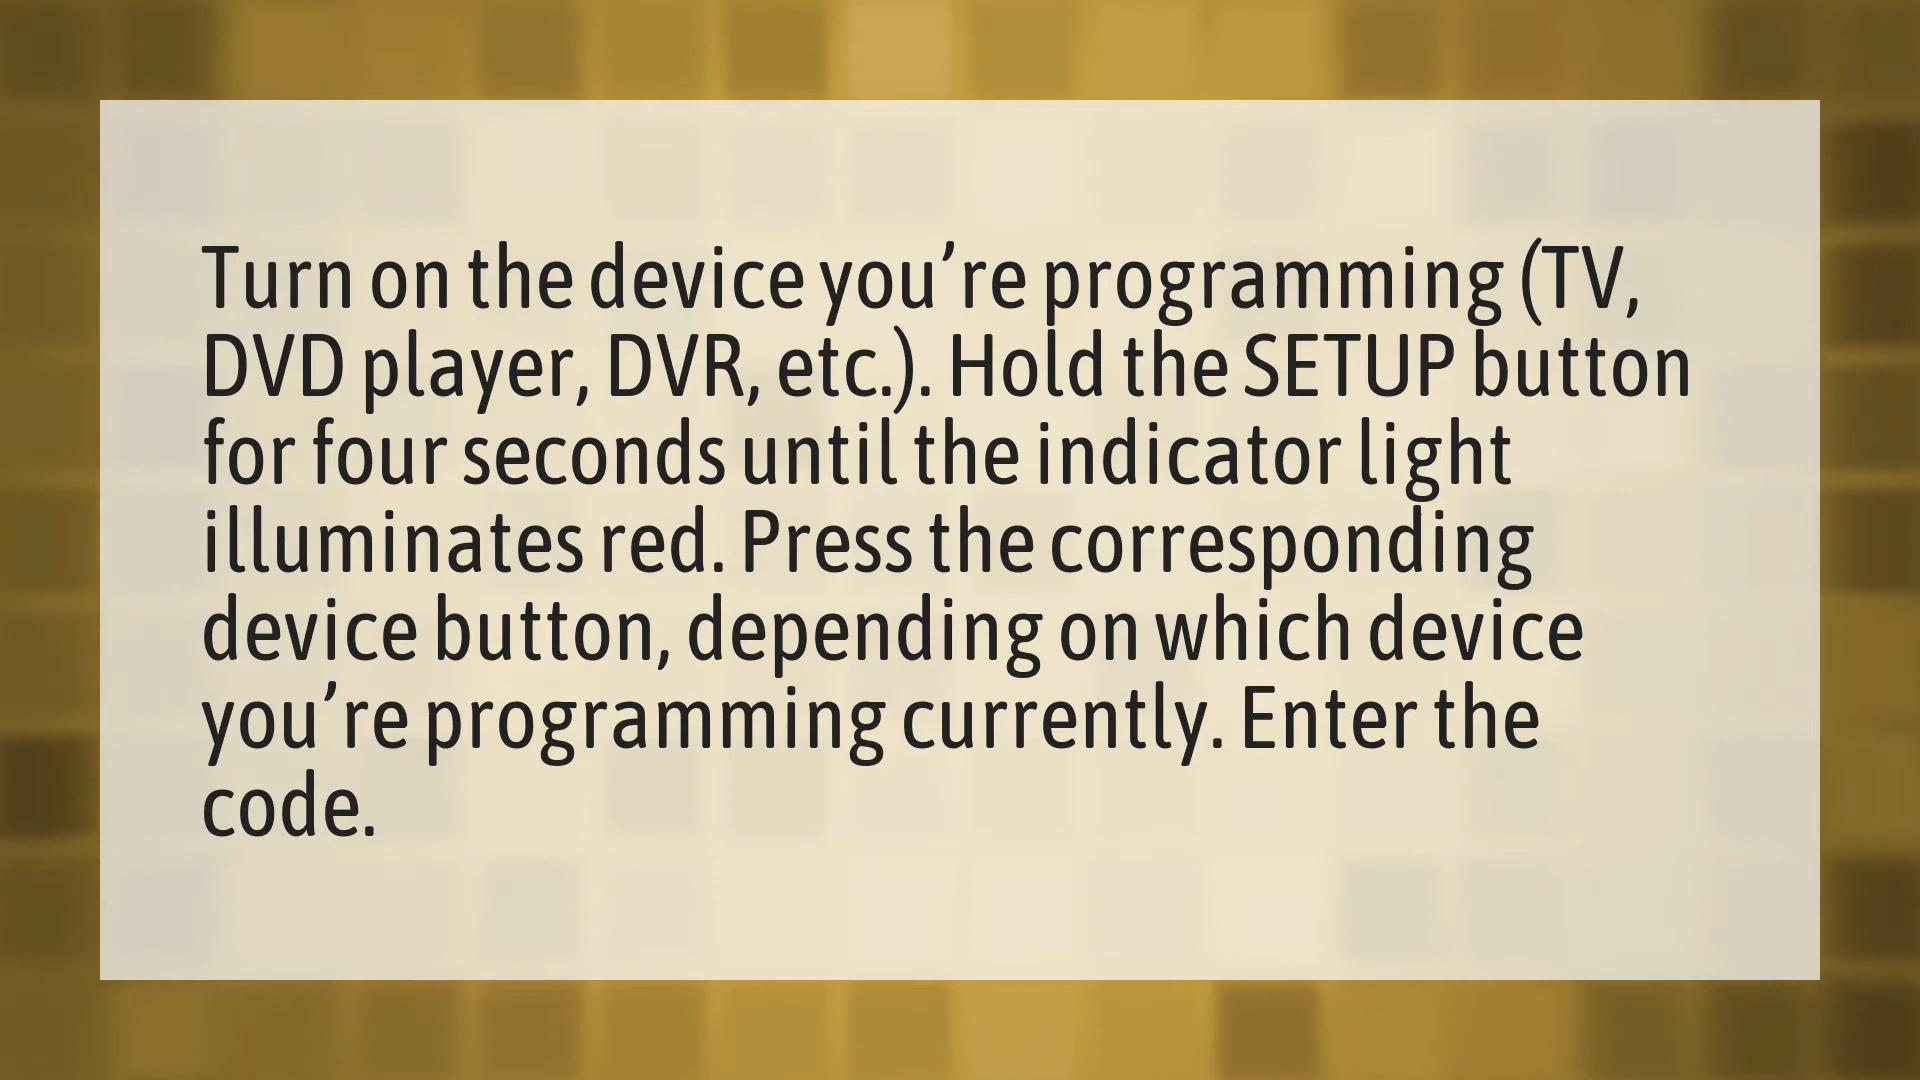 Turn on the device you’re programming (TV,
DVD player, DVR, etc.). Hold the SETUP button
for four seconds until the indicator light
illuminates red. Press the corresponding
device button, depending on which device
you’re programming currently. Enter the
code.